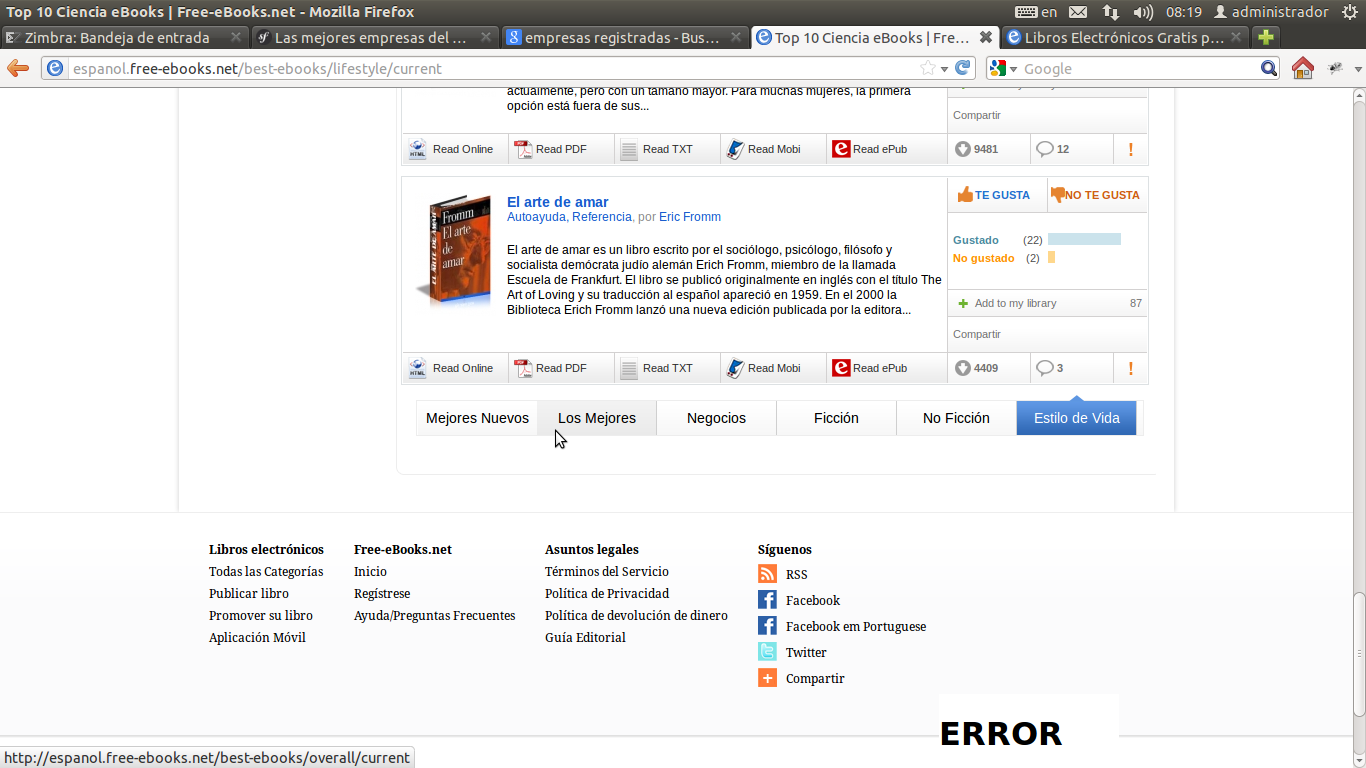 Top 10 Ciencia eBooks | Free-eBooks.net - Mozilla Firefox
en 08:19 administrador
Zimbra: Bandeja de entrada
Las mejores empresas del ...
empresas registradas - Bus...
Top 10 Ciencia eBooks | Fre...
Libros Electrónicos Gratis p...
espanol.free-ebooks.net/best-ebooks/lifestyle/current
Google
actualmente, pero con un tamaño mayor. Para muchas mujeres, la primera
opción está fuera de sus...
Compartir
Read Online
Read PDF
Read TXT
Read Mobi
Read ePub
9481
12
!
Fromm
El arte
de
amar
EL ARTE DE AMAR
El arte de amar
Autoayuda, Referencia, por Eric Fromm
El arte de amar es un libro escrito por el sociólogo, psicólogo, filósofo y
socialista demócrata judío alemán Erich Fromm, miembro de la llamada
Escuela de Frankfurt. El libro se publicó originalmente en inglés con el título The
Art of Loving y su traducción al español apareció en 1959. En el 2000 la
Biblioteca Erich Fromm lanzó una nueva edición publicada por la editora...
TE GUSTA
NO TE GUSTA
Gustado (22)
No gustado (2)
Add to my library 87
Compartir
Read Online
Read PDF
Read TXT
Read Mobi
Read ePub
4409
3
!
Mejores Nuevos
Los Mejores
Negocios
Ficción
No Ficción
Estilo de Vida
Libros electrónicos
Todas las Categorías
Publicar libro
Promover su libro
Aplicación Móvil
Free-eBooks.net
Inicio
Regístrese
Ayuda/Preguntas Frecuentes
Asuntos legales
Términos del Servicio
Política de Privacidad
Política de devolución de dinero
Guía Editorial
Síguenos
RSS
Facebook
Facebook em Portuguese
Twitter
Compartir
ERROR
http://espanol.free-ebooks.net/best-ebooks/overall/current